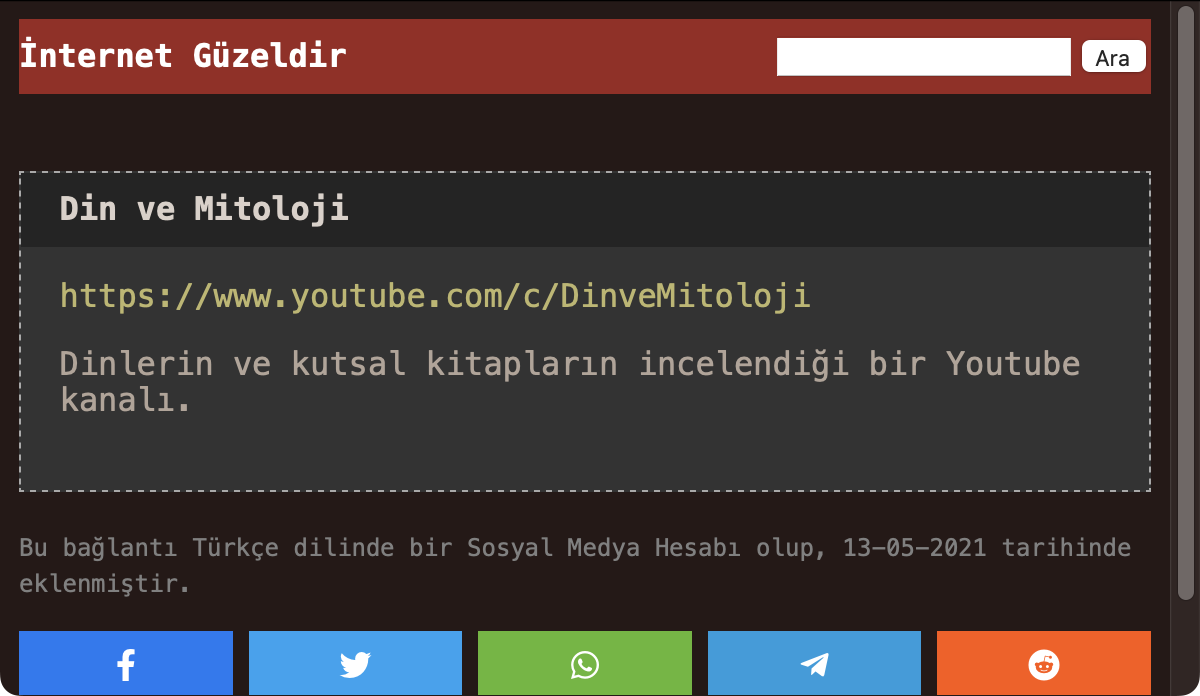 İnternet Güzeldir
Ara
Din ve Mitoloji
https://www.youtube.com/c/DinveMitoloji
Dinlerin ve kutsal kitapların incelendiği bir Youtube
kanalı.
Bu bağlantı Türkçe dilinde bir Sosyal Medya Hesabı olup, 13-05-2021 tarihinde
eklenmiştir.